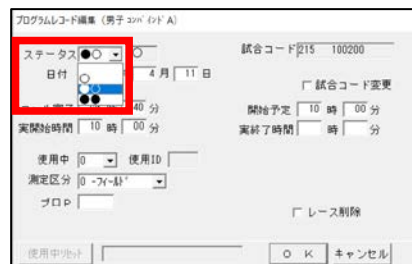 プログラムレコード編集 (男子 コンバインド A)
ステータス ●○ ○
試合コード 215 100200
○
○○
●●
日付 4 月 11 日
試合コード変更
40 分
開始予定 10 時 00 分
実開始時間 10 時 00 分
実終了時間 時 分
使用中 0 使用ID
測定区分 0 -フィールド
プロP
レース削除
使用中リセット
O K
キャンセル